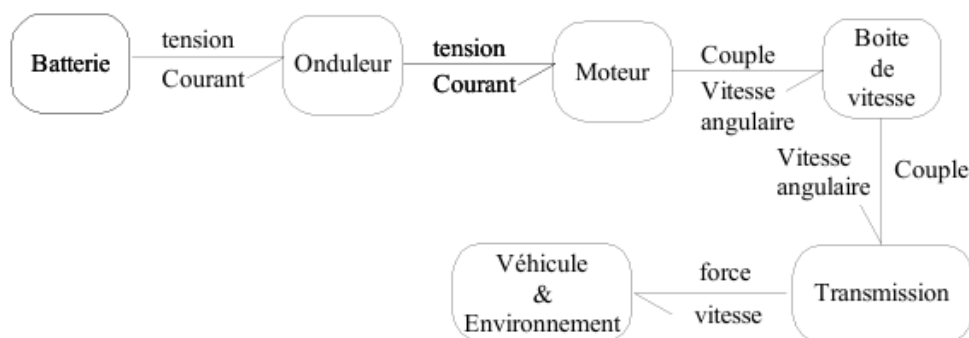 Batterie
tension
Courant
Onduleur
tension
Courant
Moteur
Couple
Vitesse
angulaire
Boite
de
vitesse
Vitesse
angulaire
Couple
Véhicule
&
Environnement
force
vitesse
Transmission